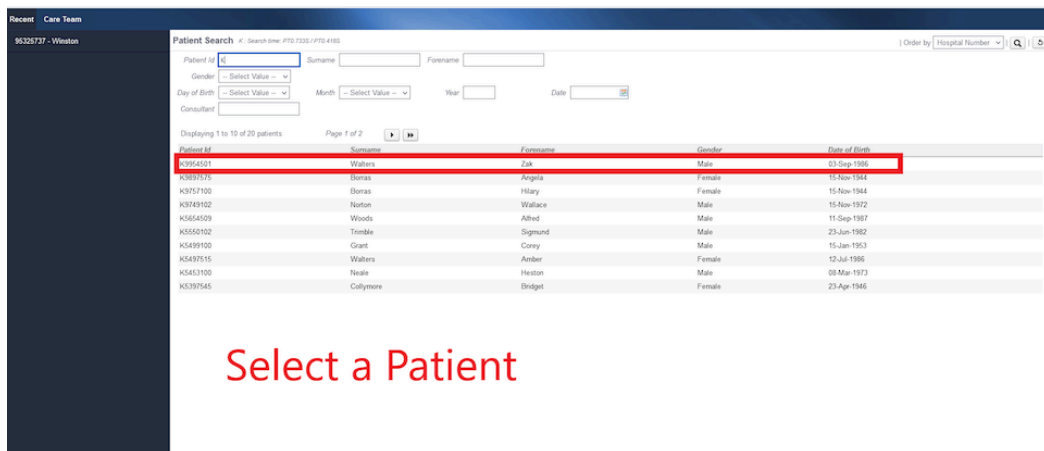 Recent Care Team
95325737 - Winston
Patient Search K - Search time: PT0.733S / PT0.419S
| Order by Hospital Number
Patient Id K Surname Forename
Gender -- Select Value --
Day of Birth -- Select Value -- Month -- Select Value -- Year Date
Consultant
Displaying 1 to 10 of 20 patients Page 1 of 2
Patient Id Surname Forename Gender Date of Birth
K9954501 Walters Zak Male 03-Sep-1986
K9897575 Borras Angela Female 15-Nov-1944
K9757100 Borras Hilary Female 15-Nov-1944
K9749102 Norton Wallace Male 15-Nov-1972
K5654509 Woods Alfred Male 11-Sep-1987
K5550102 Trimble Sigmund Male 23-Jun-1982
K5499100 Grant Corey Male 15-Jan-1953
K5497515 Walters Amber Female 12-Jul-1986
K5453100 Neale Heston Male 08-Mar-1973
K5397545 Collymore Bridget Female 23-Apr-1946
Select a Patient